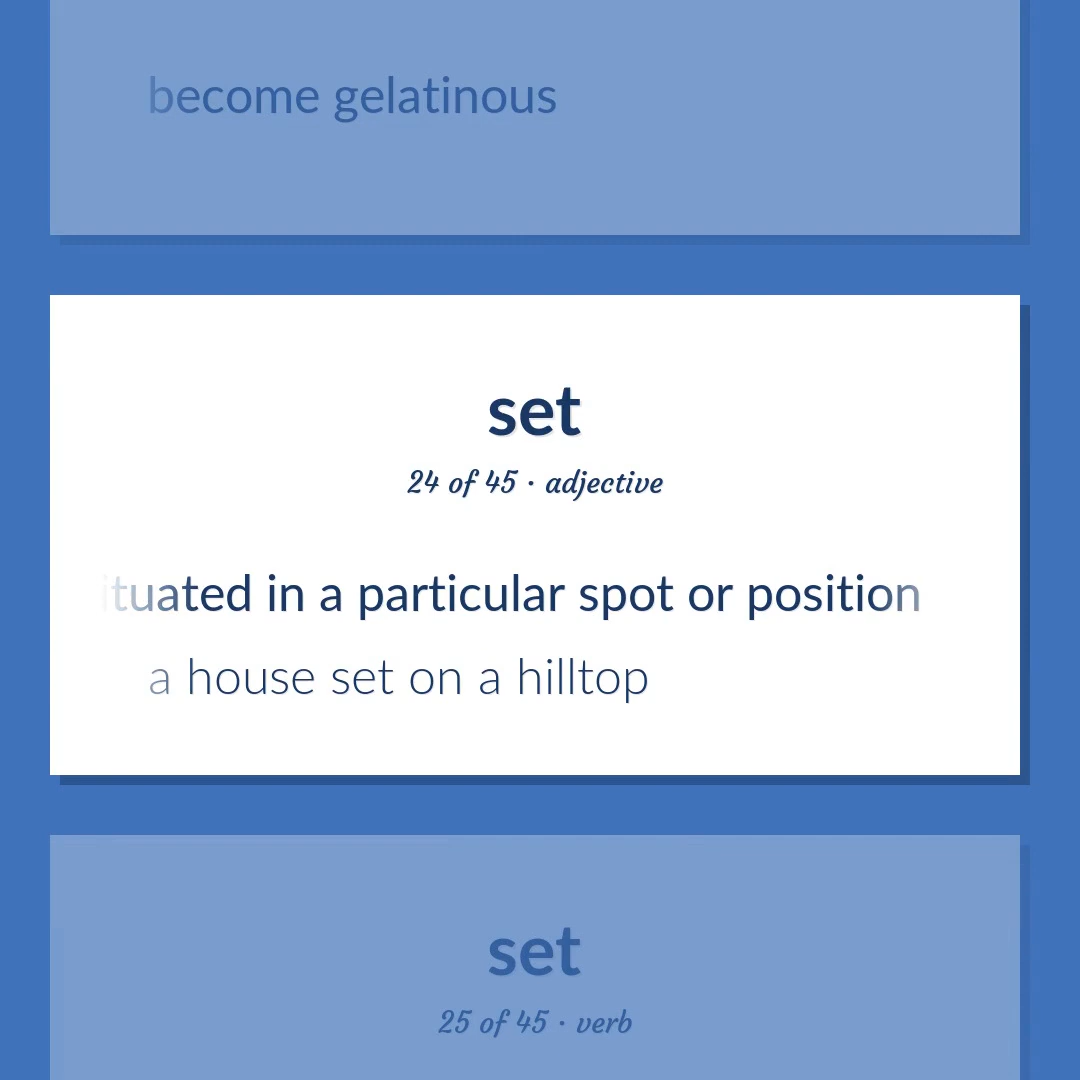 become gelatinous
set
24 of 45 · adjective
ituated in a particular spot or position
a house set on a hilltop
set
25 of 45 · verb